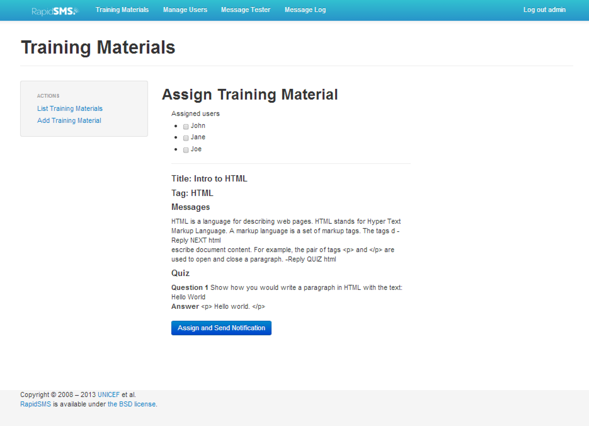 RapidSMS. Training Materials Manage Users Message Tester Message Log Log out admin
Training Materials
ACTIONS
List Training Materials
Add Training Material
Assign Training Material
Assigned users
John
Jane
Joe
Title: Intro to HTML
Tag: HTML
Messages
HTML is a language for describing web pages. HTML stands for Hyper Text
Markup Language. A markup language is a set of markup tags. The tags d -
Reply NEXT html
escribe document content. For example, the pair of tags <p> and </p> are
used to open and close a paragraph. -Reply QUIZ html
Quiz
Question 1 Show how you would write a paragraph in HTML with the text:
Hello World
Answer <p> Hello world. </p>
Assign and Send Notification
Copyright © 2008 – 2013 UNICEF et al.
RapidSMS is available under the BSD license.